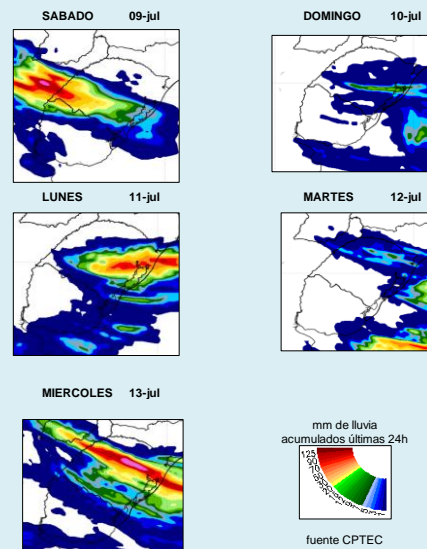 SABADO 09-jul
DOMINGO 10-jul
LUNES 11-jul
MARTES 12-jul
MIERCOLES 13-jul
mm de lluvia
acumulados últimas 24h
fuente CPTEC